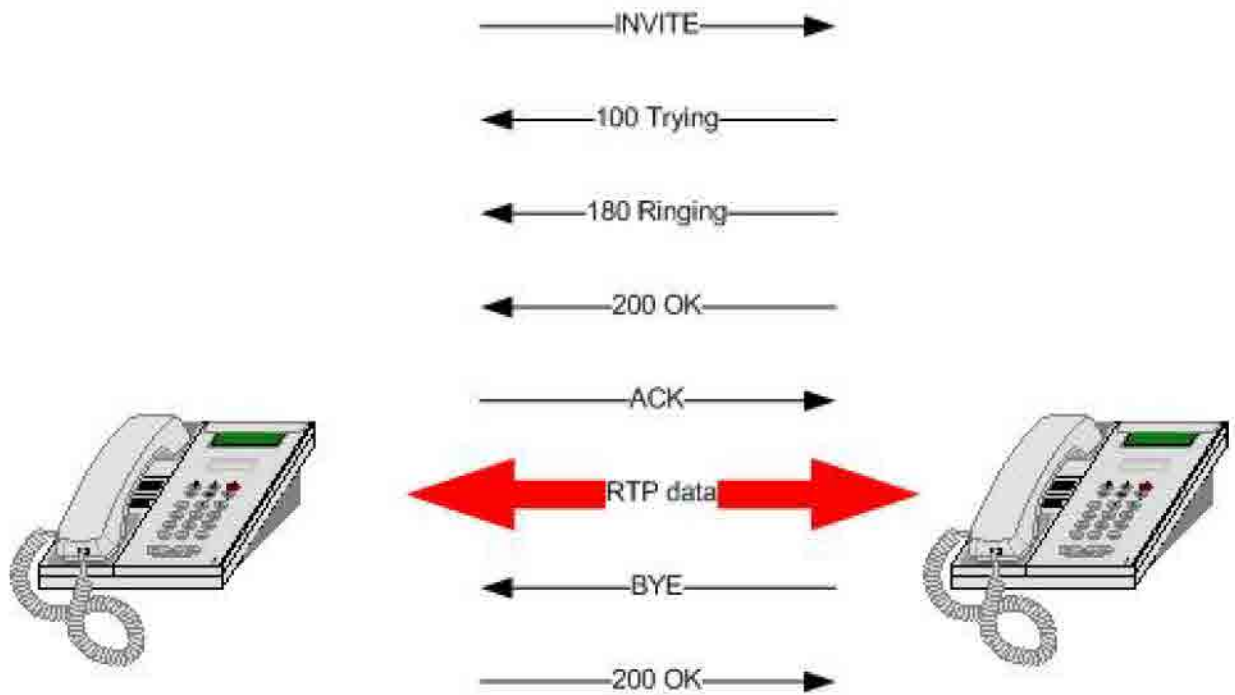 INVITE
100 Trying
180 Ringing
200 OK
ACK
RTP data
BYE
200 OK